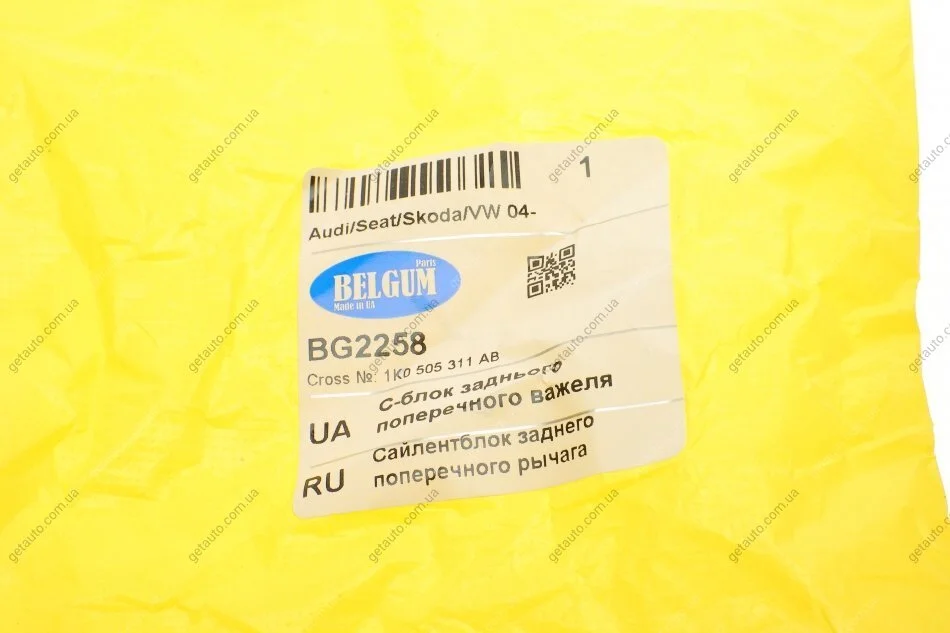 1
Audi/Seat/Skoda/VW 04-
Paris
BELGUM
Made in UA
BG2258
Cross №: 1K0 505 311 AB
UA
С-блок заднього
поперечного важеля
RU
Сайлентблок заднего
поперечного рычага
getauto.com.ua